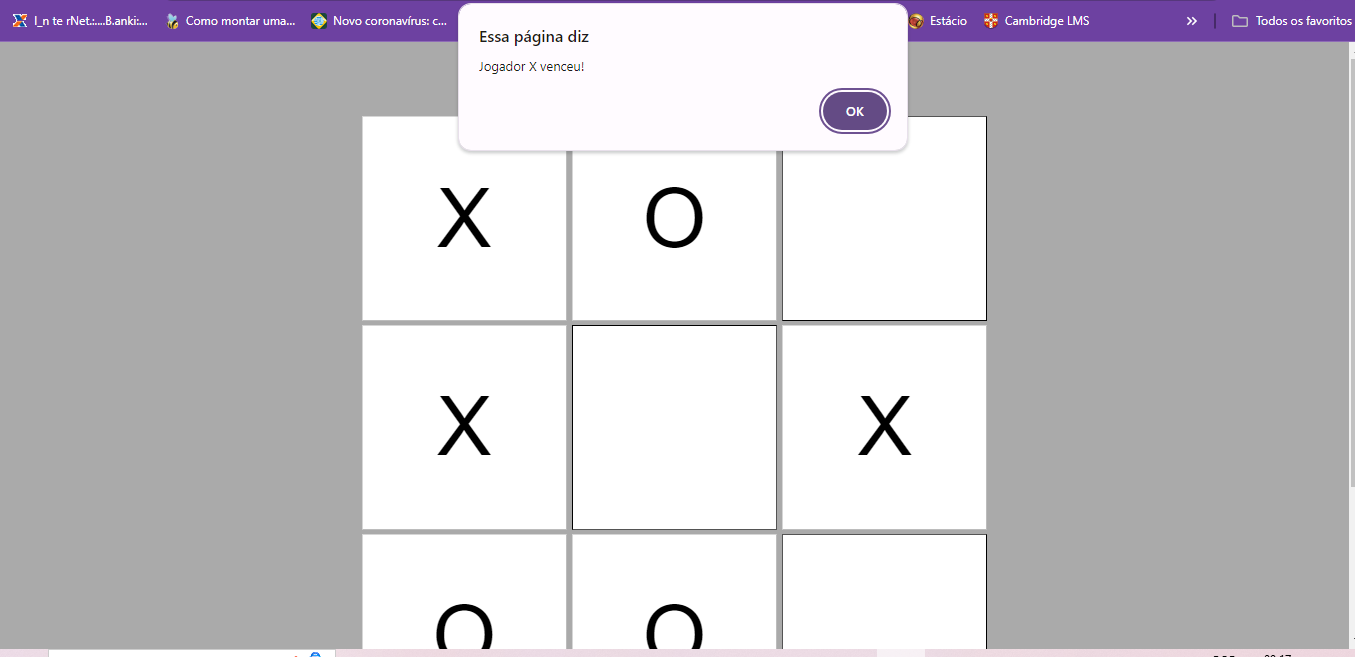 I_n te rNet.:....B.anki:...
Como montar uma...
Novo coronavírus: c...
Estácio
Cambridge LMS
Todos os favoritos
Essa página diz
Jogador X venceu!
OK
X
O
X
X
O
O